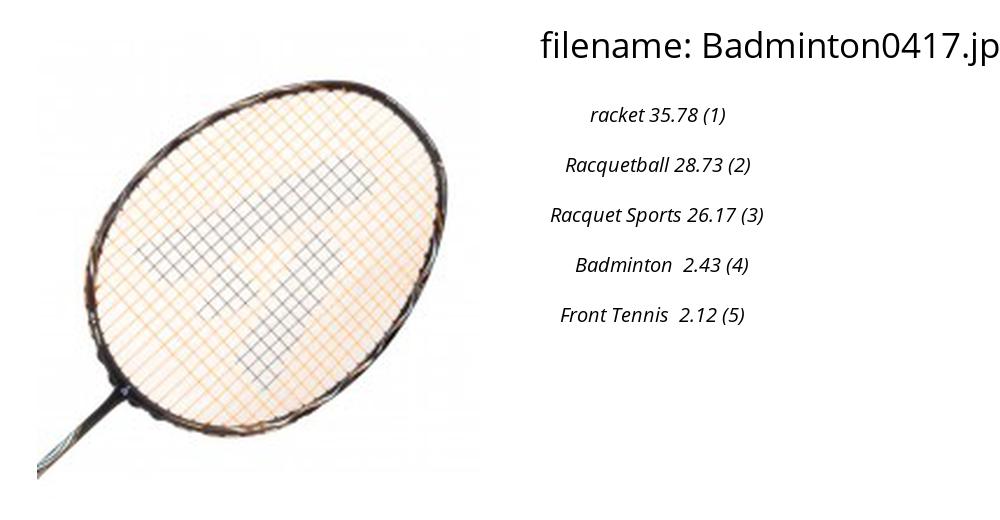 filename: Badminton0417.jp
racket 35.78 (1)
Racquetball 28.73 (2)
Racquet Sports 26.17 (3)
Badminton 2.43 (4)
Front Tennis 2.12 (5)